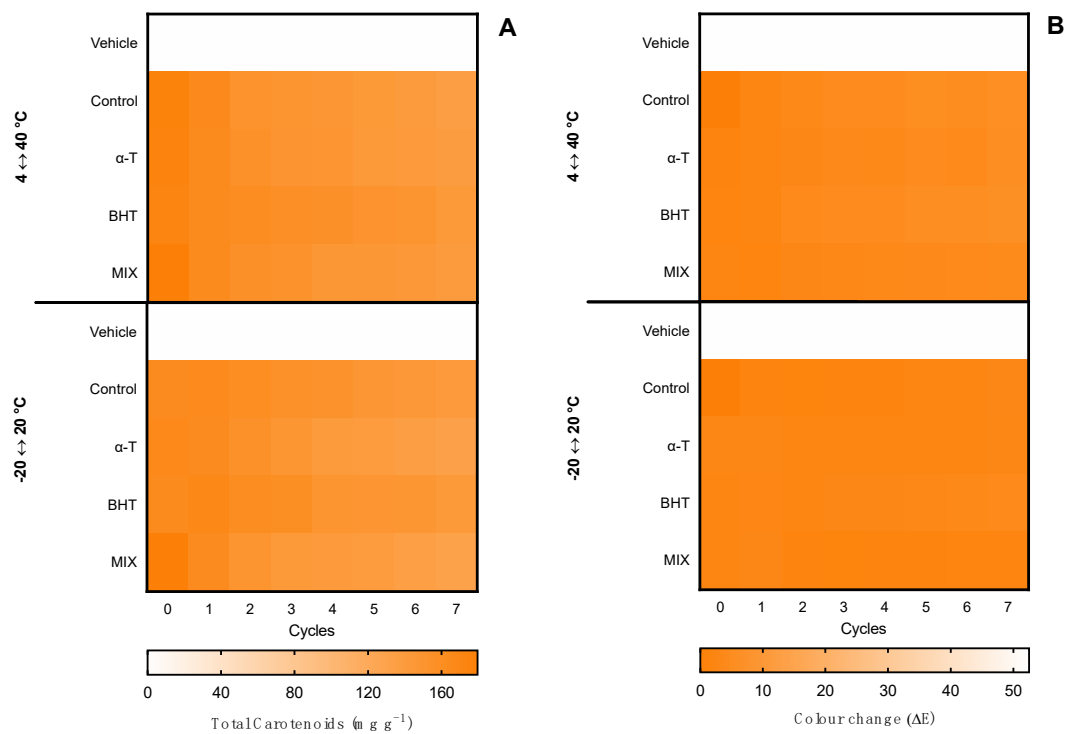 A
4 ↔ 40 °C
Vehicle
Control
α-T
BHT
MIX
-20 ↔ 20 °C
Vehicle
Control
α-T
BHT
MIX
0 1 2 3 4 5 6 7
Cycles
0 40 80 120 160
Total Carotenoids (mg g⁻¹)
B
4 ↔ 40 °C
Vehicle
Control
α-T
BHT
MIX
-20 ↔ 20 °C
Vehicle
Control
α-T
BHT
MIX
0 1 2 3 4 5 6 7
Cycles
0 10 20 30 40 50
Colour change (ΔE)